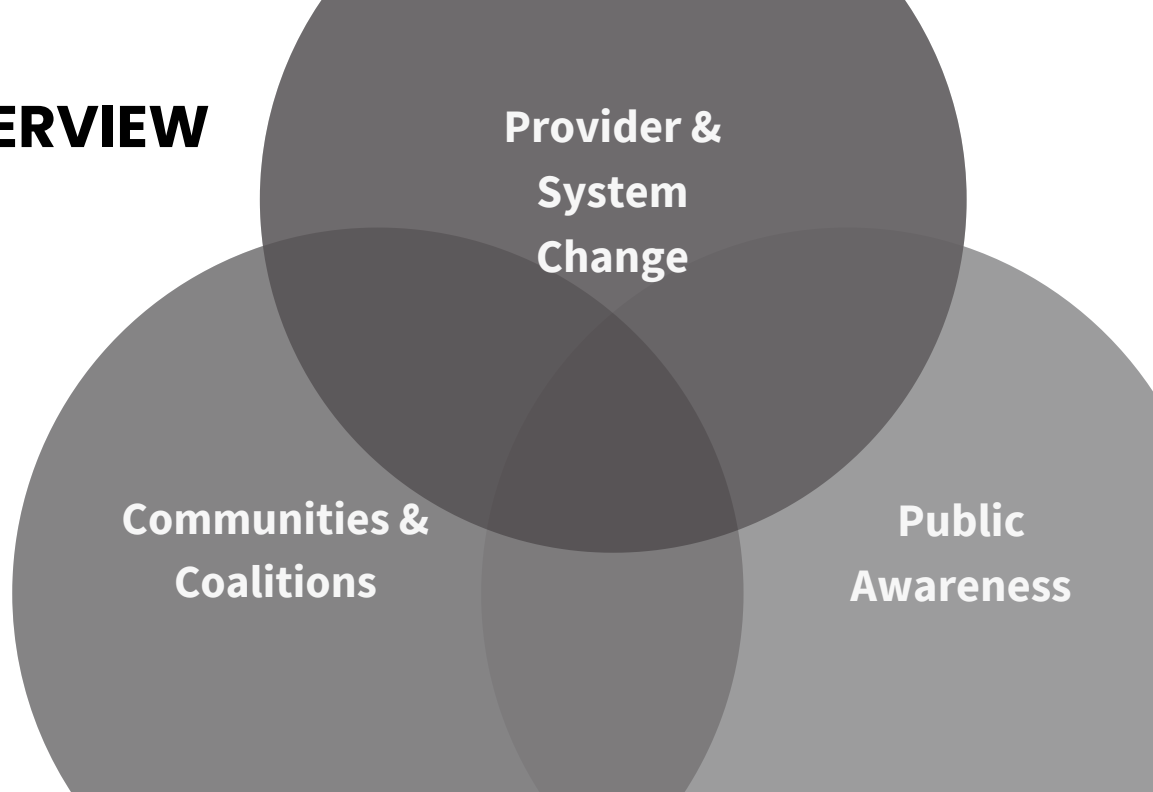 ERVIEW
Provider &
System
Change
Communities &
Coalitions
Public
Awareness